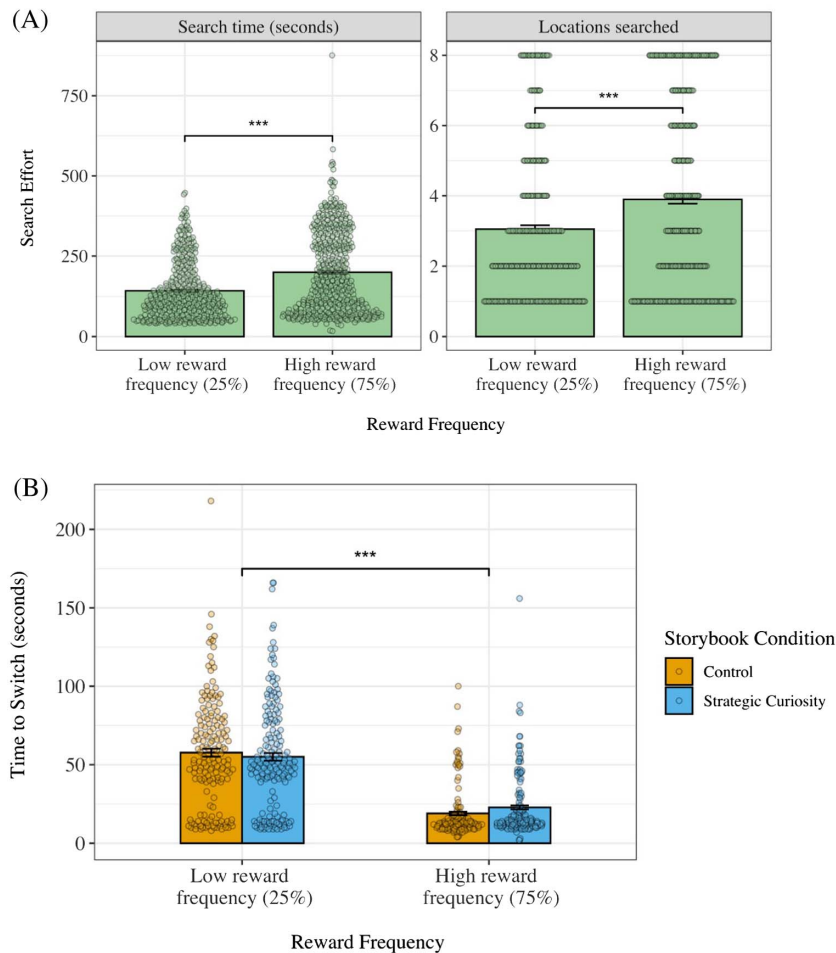 (A)
Search time (seconds)
Locations searched
Search Effort
750
500
250
0
***
8
6
4
2
0
***
Low reward
frequency (25%)
High reward
frequency (75%)
Low reward
frequency (25%)
High reward
frequency (75%)
Reward Frequency
(B)
Time to Switch (seconds)
200
150
100
50
0
***
Storybook Condition
Control
Strategic Curiosity
Low reward
frequency (25%)
High reward
frequency (75%)
Reward Frequency